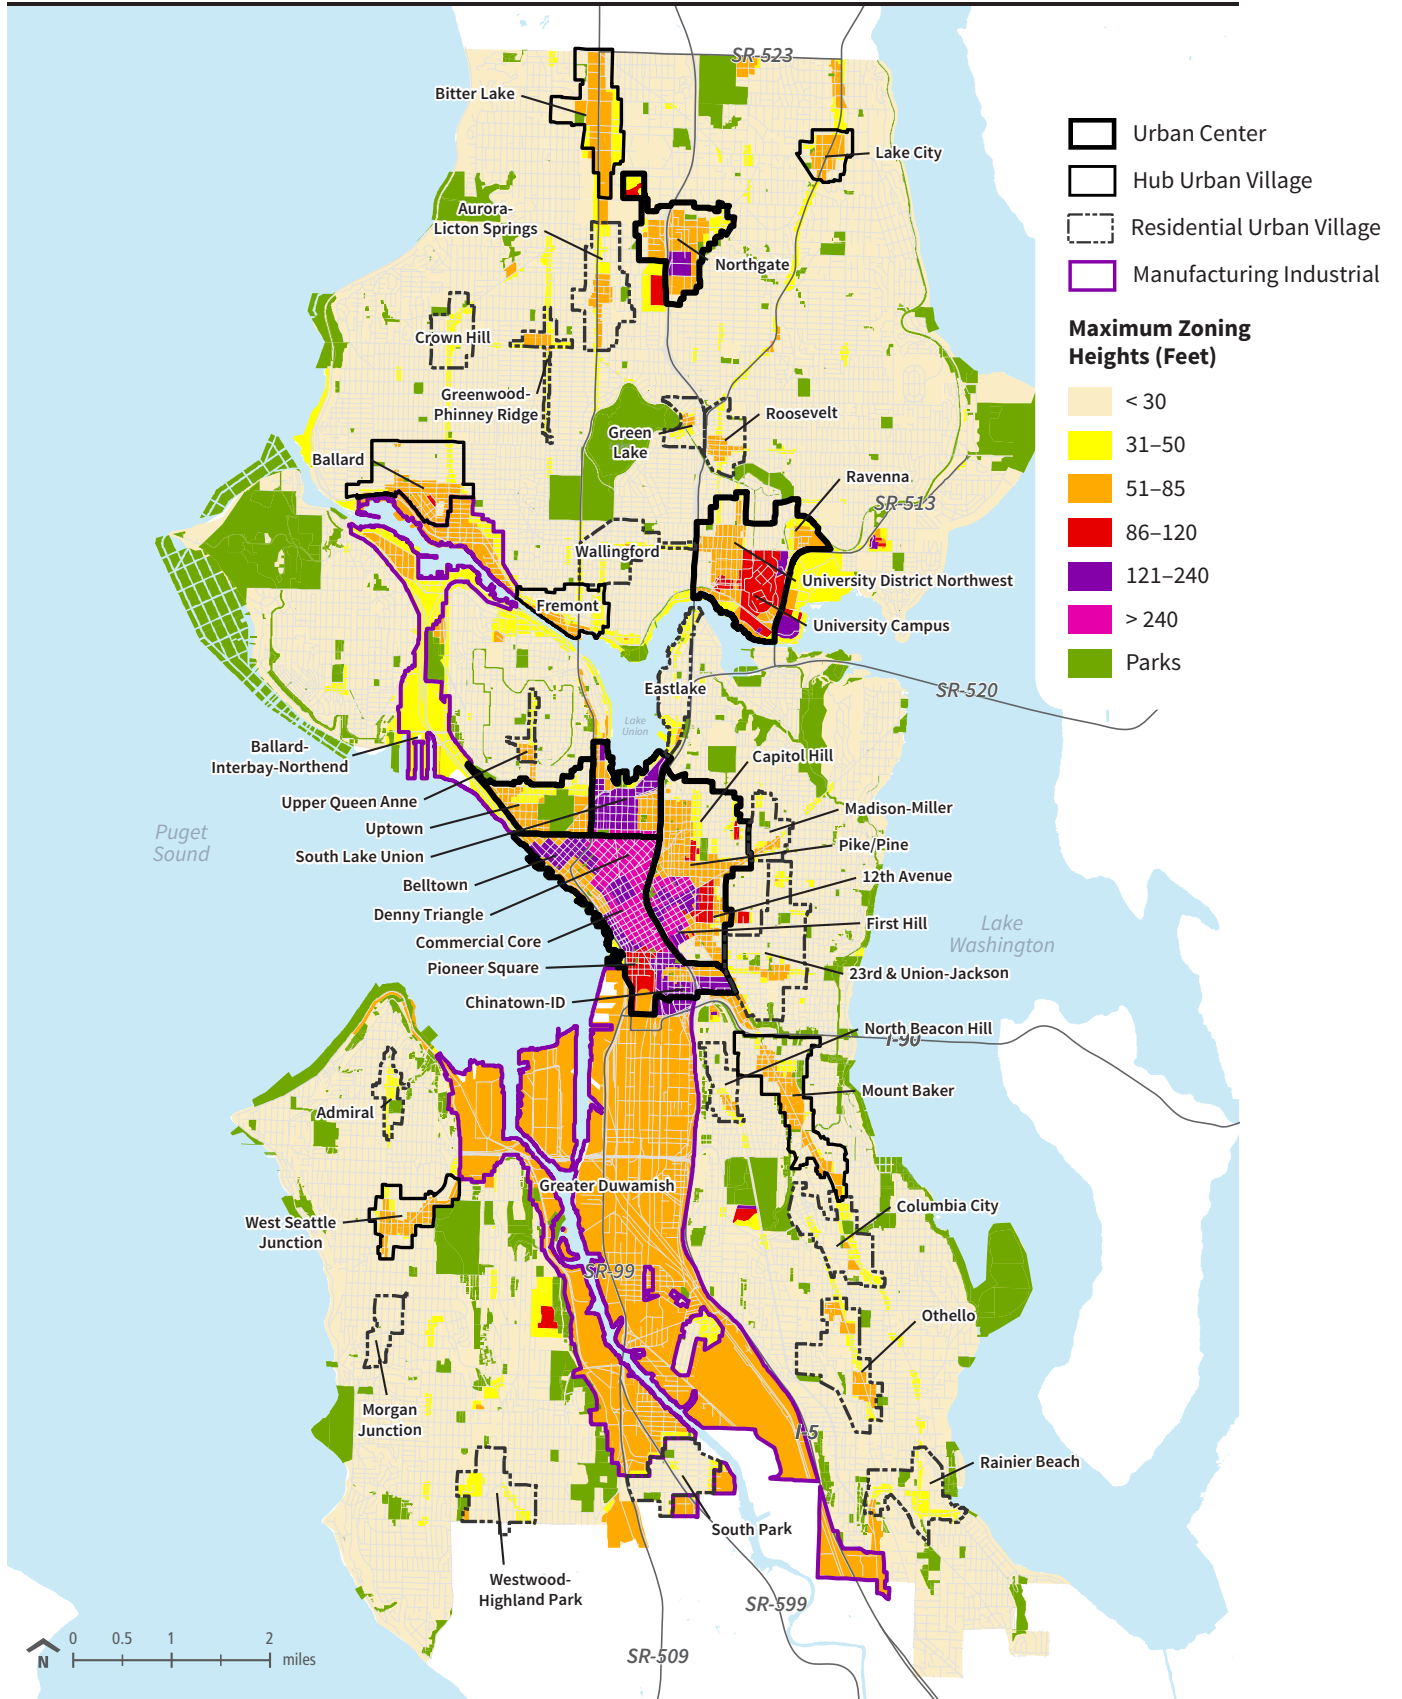 SR-523
Bitter Lake
Lake City
Urban Center
Hub Urban Village
Residential Urban Village
Manufacturing Industrial
Maximum Zoning
Heights (Feet)
< 30
31–50
51–85
86–120
121–240
> 240
Parks
Aurora-
Licton Springs
Northgate
Crown Hill
Greenwood-
Phinney Ridge
Green
Lake
Roosevelt
Ballard
Ravenna
SR-513
Wallingford
University District Northwest
Fremont
University Campus
Eastlake
SR-520
Lake
Union
Ballard-
Interbay-Northend
Capitol Hill
Upper Queen Anne
Madison-Miller
Uptown
Puget
Sound
Pike/Pine
South Lake Union
12th Avenue
Belltown
Denny Triangle
First Hill
Lake
Washington
Commercial Core
Pioneer Square
23rd & Union-Jackson
Chinatown-ID
North Beacon Hill
I-90
Mount Baker
Admiral
Greater Duwamish
Columbia City
West Seattle
Junction
SR-99
Othello
Morgan
Junction
I-5
Rainier Beach
South Park
Westwood-
Highland Park
SR-599
SR-509
N
0 0.5 1 2
miles